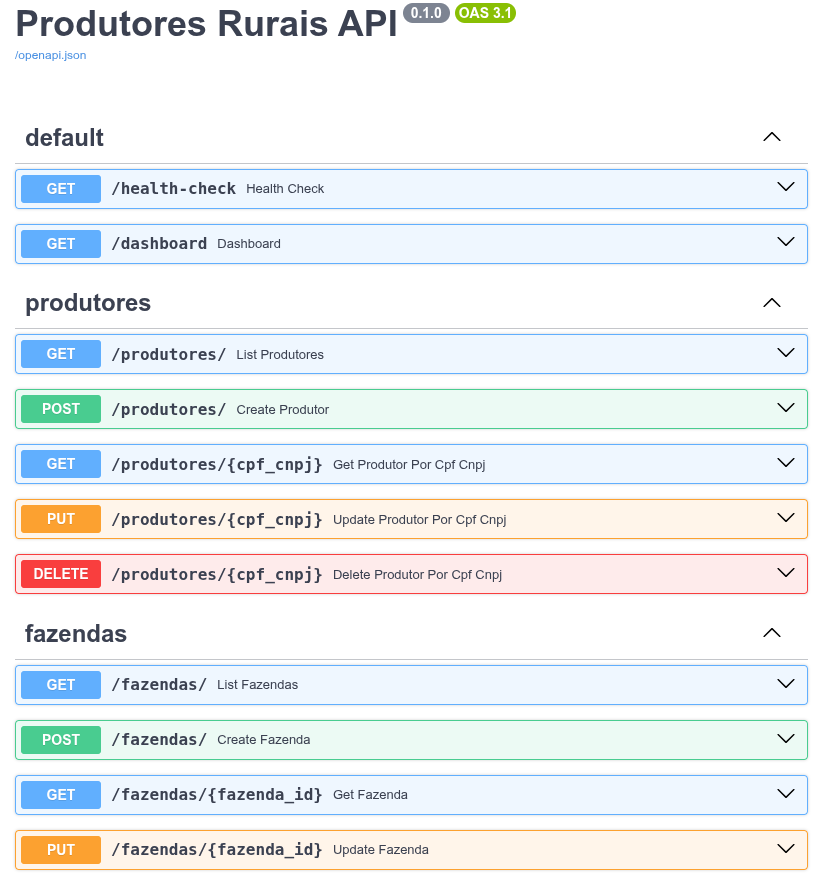 Produtores Rurais API 0.1.0 OAS 3.1
/openapi.json
default
GET /health-check Health Check
GET /dashboard Dashboard
produtores
GET /produtores/ List Produtores
POST /produtores/ Create Produtor
GET /produtores/{cpf_cnpj} Get Produtor Por Cpf Cnpj
PUT /produtores/{cpf_cnpj} Update Produtor Por Cpf Cnpj
DELETE /produtores/{cpf_cnpj} Delete Produtor Por Cpf Cnpj
fazendas
GET /fazendas/ List Fazendas
POST /fazendas/ Create Fazenda
GET /fazendas/{fazenda_id} Get Fazenda
PUT /fazendas/{fazenda_id} Update Fazenda